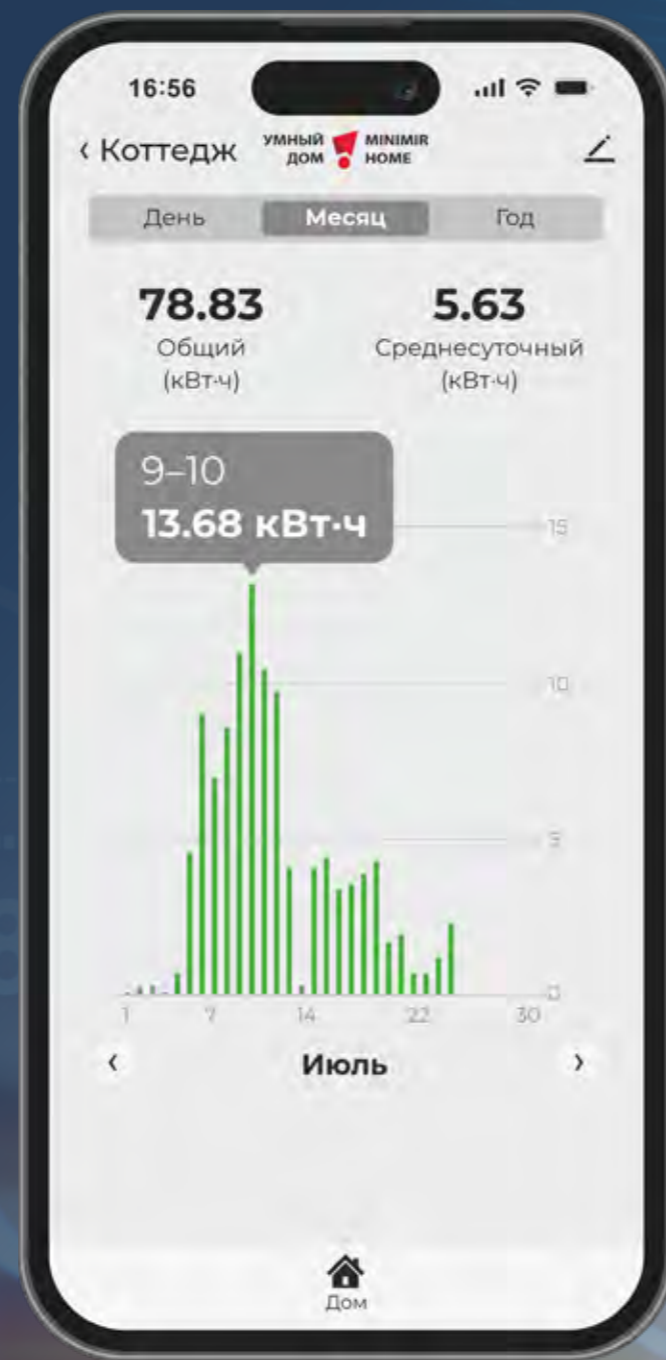 16:56
‹ Коттедж
УМНЫЙ ДОМ
MINIMIR HOME
День Месяц Год
78.83 5.63
Общий Среднесуточный
(кВт·ч) (кВт·ч)
9–10
13.68 кВт·ч
15
10
5
0
1 7 14 22 30
‹ Июль ›
Дом